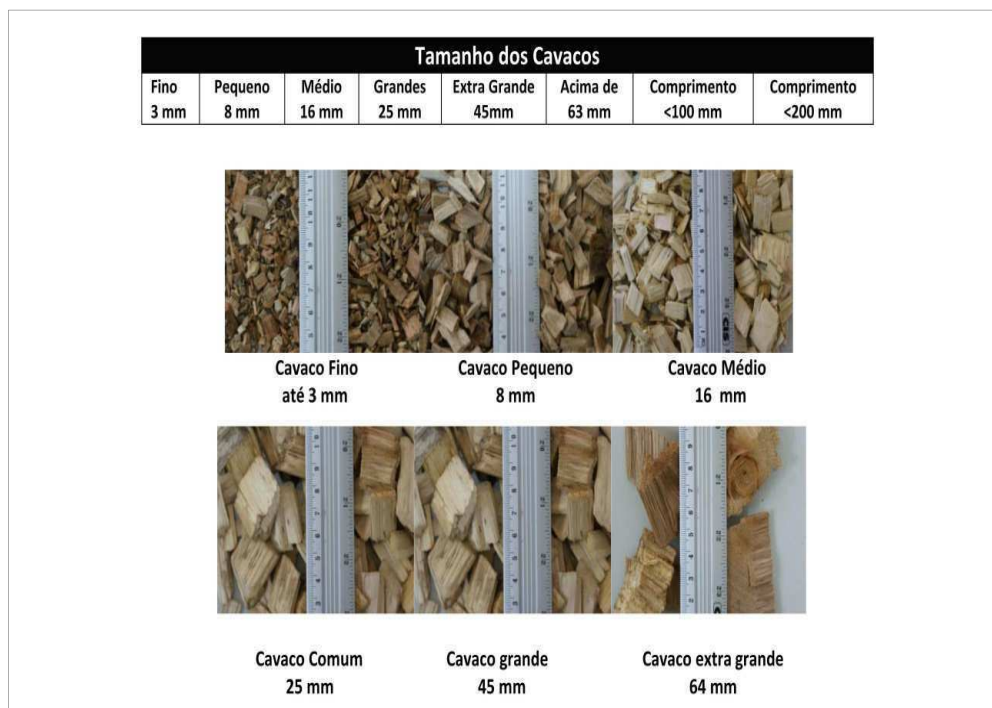 Tamanho dos Cavacos
Fino Pequeno Médio Grandes Extra Grande Acima de Comprimento Comprimento
3 mm 8 mm 16 mm 25 mm 45mm 63 mm <100 mm <200 mm
Cavaco Fino Cavaco Pequeno Cavaco Médio
até 3 mm 8 mm 16 mm
Cavaco Comum Cavaco grande Cavaco extra grande
25 mm 45 mm 64 mm